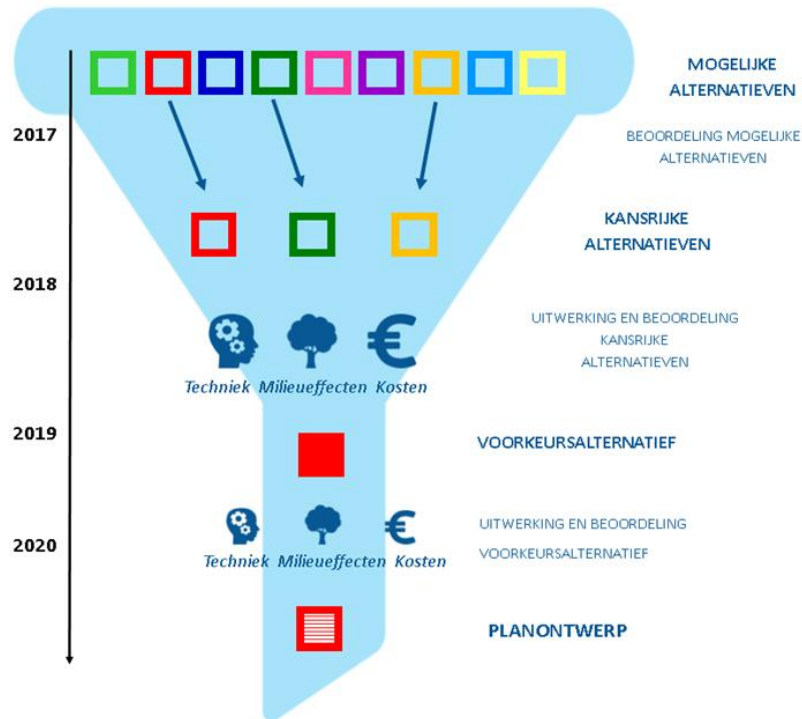 MOGELIJKE
ALTERNATIEVEN
2017
BEOORDELING MOGELIJKE
ALTERNATIEVEN
KANSRIJKE
ALTERNATIEVEN
2018
UITWERKING EN BEOORDELING
KANSRIJKE
ALTERNATIEVEN
€
Techniek Milieueffecten Kosten
2019
VOORKEURSALTERNATIEF
€
UITWERKING EN BEOORDELING
2020
VOORKEURSALTERNATIEF
Techniek Milieueffecten Kosten
PLANONTWERP